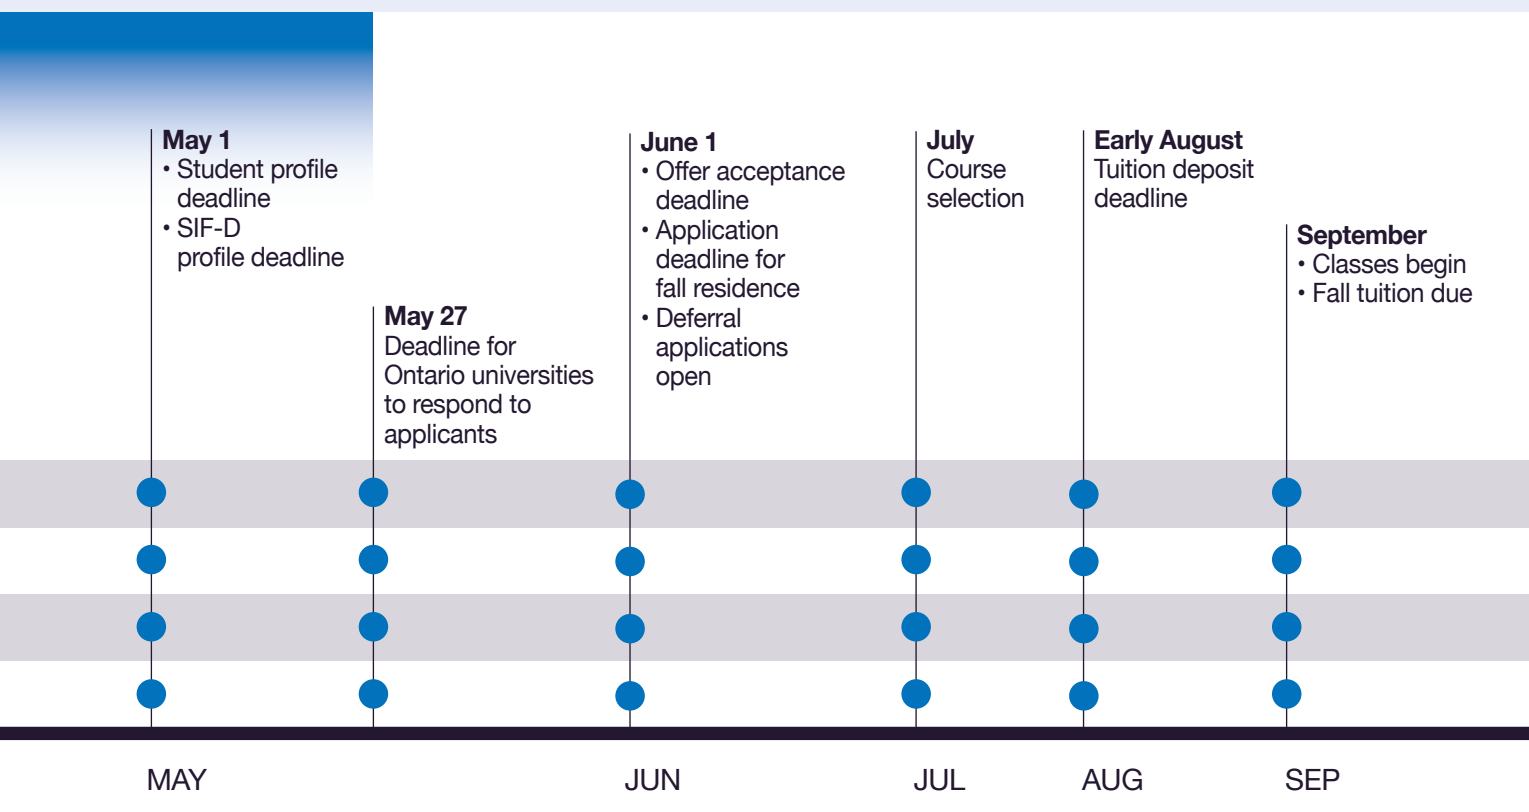 May 1
• Student profile
deadline
• SIF-D
profile deadline
May 27
Deadline for
Ontario universities
to respond to
applicants
June 1
• Offer acceptance
deadline
• Application
deadline for
fall residence
• Deferral
applications
open
July
Course
selection
Early August
Tuition deposit
deadline
September
• Classes begin
• Fall tuition due
MAY
JUN
JUL
AUG
SEP